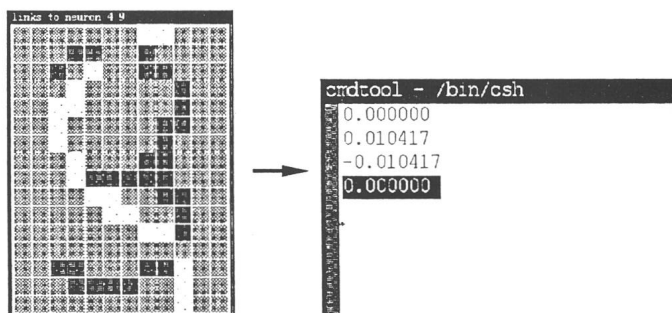 links to neuron 4 9
cmdtool - /bin/csh
0.000000
0.010417
-0.010417
0.000000